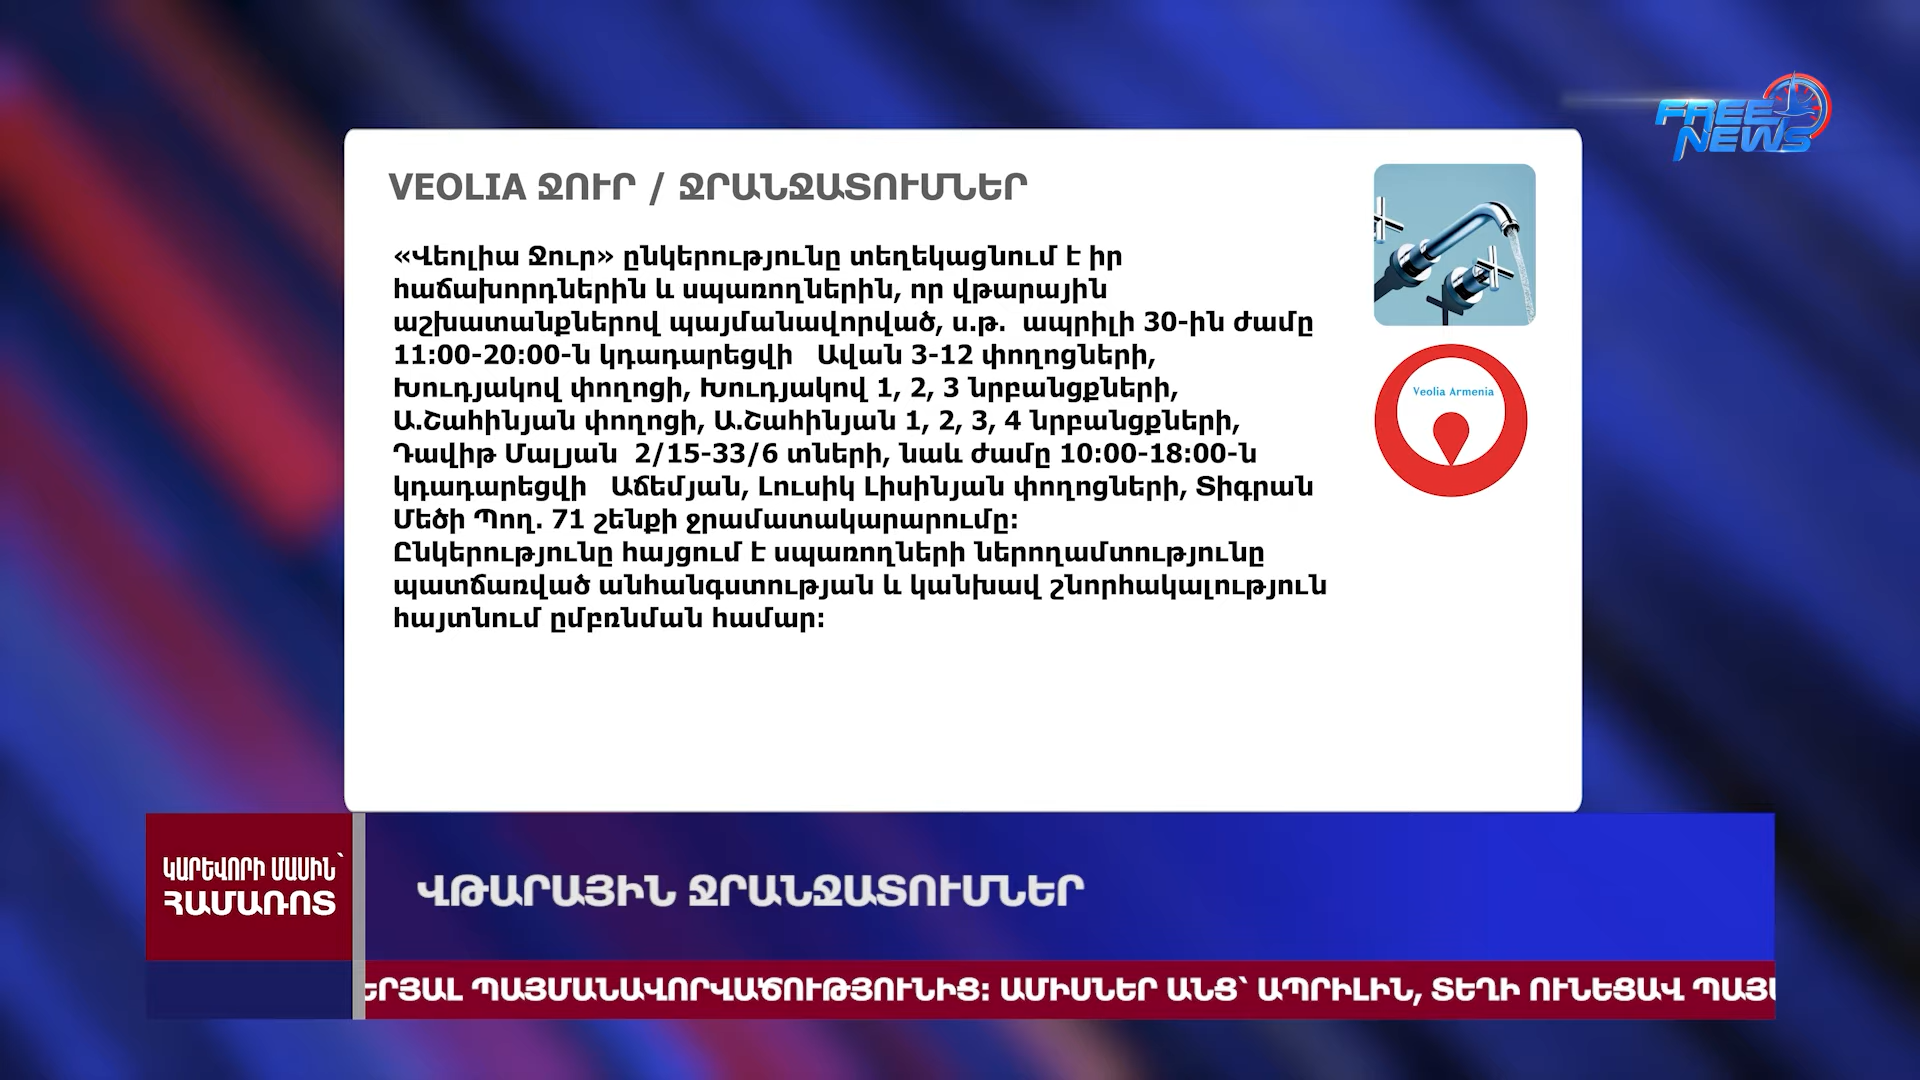 FREE
NEWS
VEOLIA ՋՈՒՐ / ՋՐԱՆՋԱՏՈՒՄՆԵՐ
«Վեոլիա Ջուր» ընկերությունը տեղեկացնում է իր
հաճախորդներին և սպառողներին, որ վթարային
աշխատանքներով պայմանավորված, ս.թ. ապրիլի 30-ին ժամը
11:00-20:00-ն կդադարեցվի Ավան 3-12 փողոցների,
Խուդյակով փողոցի, Խուդյակով 1, 2, 3 նրբանցքների,
Ա.Շահինյան փողոցի, Ա.Շահինյան 1, 2, 3, 4 նրբանցքների,
Դավիթ Մալյան 2/15-33/6 տների, նաև ժամը 10:00-18:00-ն
կդադարեցվի Աճեմյան, Լուսիկ Լիսինյան փողոցների, Տիգրան
Մեծի Պող. 71 շենքի ջրամատակարարումը:
Ընկերությունը հայցում է սպառողների ներողամտությունը
պատճառված անհանգստության և կանխավ շնորհակալություն
հայտնում ըմբռնման համար:
Veolia Armenia
ԿԱՐԵՎՈՐԻ ՄԱՍԻՆ՝
ՀԱՄԱՌՈՏ
ՎԹԱՐԱՅԻՆ ՋՐԱՆՋԱՏՈՒՄՆԵՐ
ԵՐՅԱԼ ՊԱՅՄԱՆԱՎՈՐՎԱԾՈՒԹՅՈՒՆԻՑ: ԱՄԻՍՆԵՐ ԱՆՑ՝ ԱՊՐԻԼԻՆ, ՏԵՂԻ ՈՒՆԵՑԱՎ ՊԱՅ